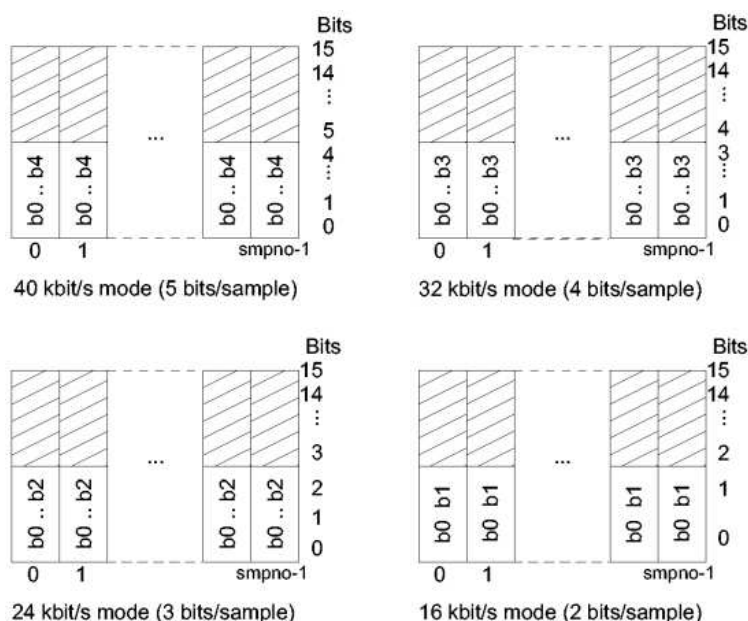 Bits
15
14
...
5
4
...
1
0
b0 .. b4
b0 .. b4
...
b0 .. b4
b0 .. b4
0 1 smpno-1
40 kbit/s mode (5 bits/sample)
Bits
15
14
...
4
3
...
1
0
b0 .. b3
b0 .. b3
...
b0 .. b3
b0 .. b3
0 1 smpno-1
32 kbit/s mode (4 bits/sample)
Bits
15
14
...
3
2
1
0
b0 .. b2
b0 .. b2
...
b0 .. b2
b0 .. b2
0 1 smpno-1
24 kbit/s mode (3 bits/sample)
Bits
15
14
...
2
1
0
b0 b1
b0 b1
...
b0 b1
b0 b1
0 1 smpno-1
16 kbit/s mode (2 bits/sample)